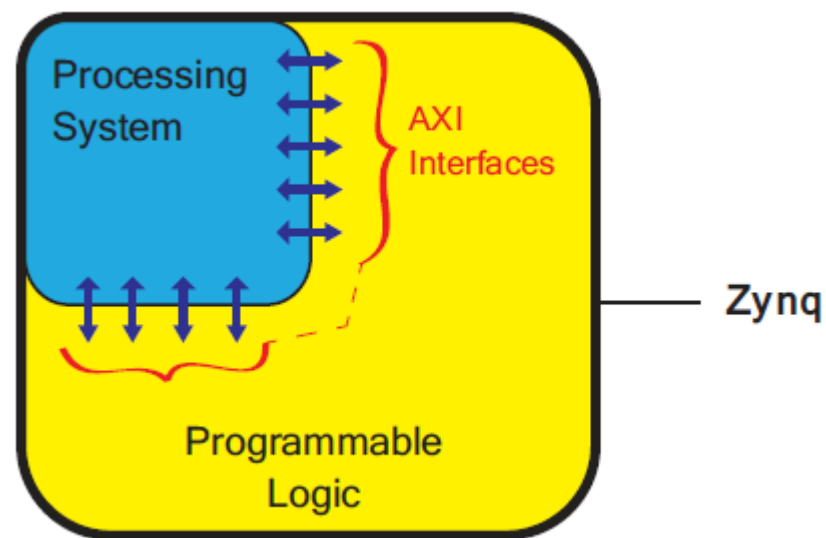 Processing
System
AXI
Interfaces
Zynq
Programmable
Logic